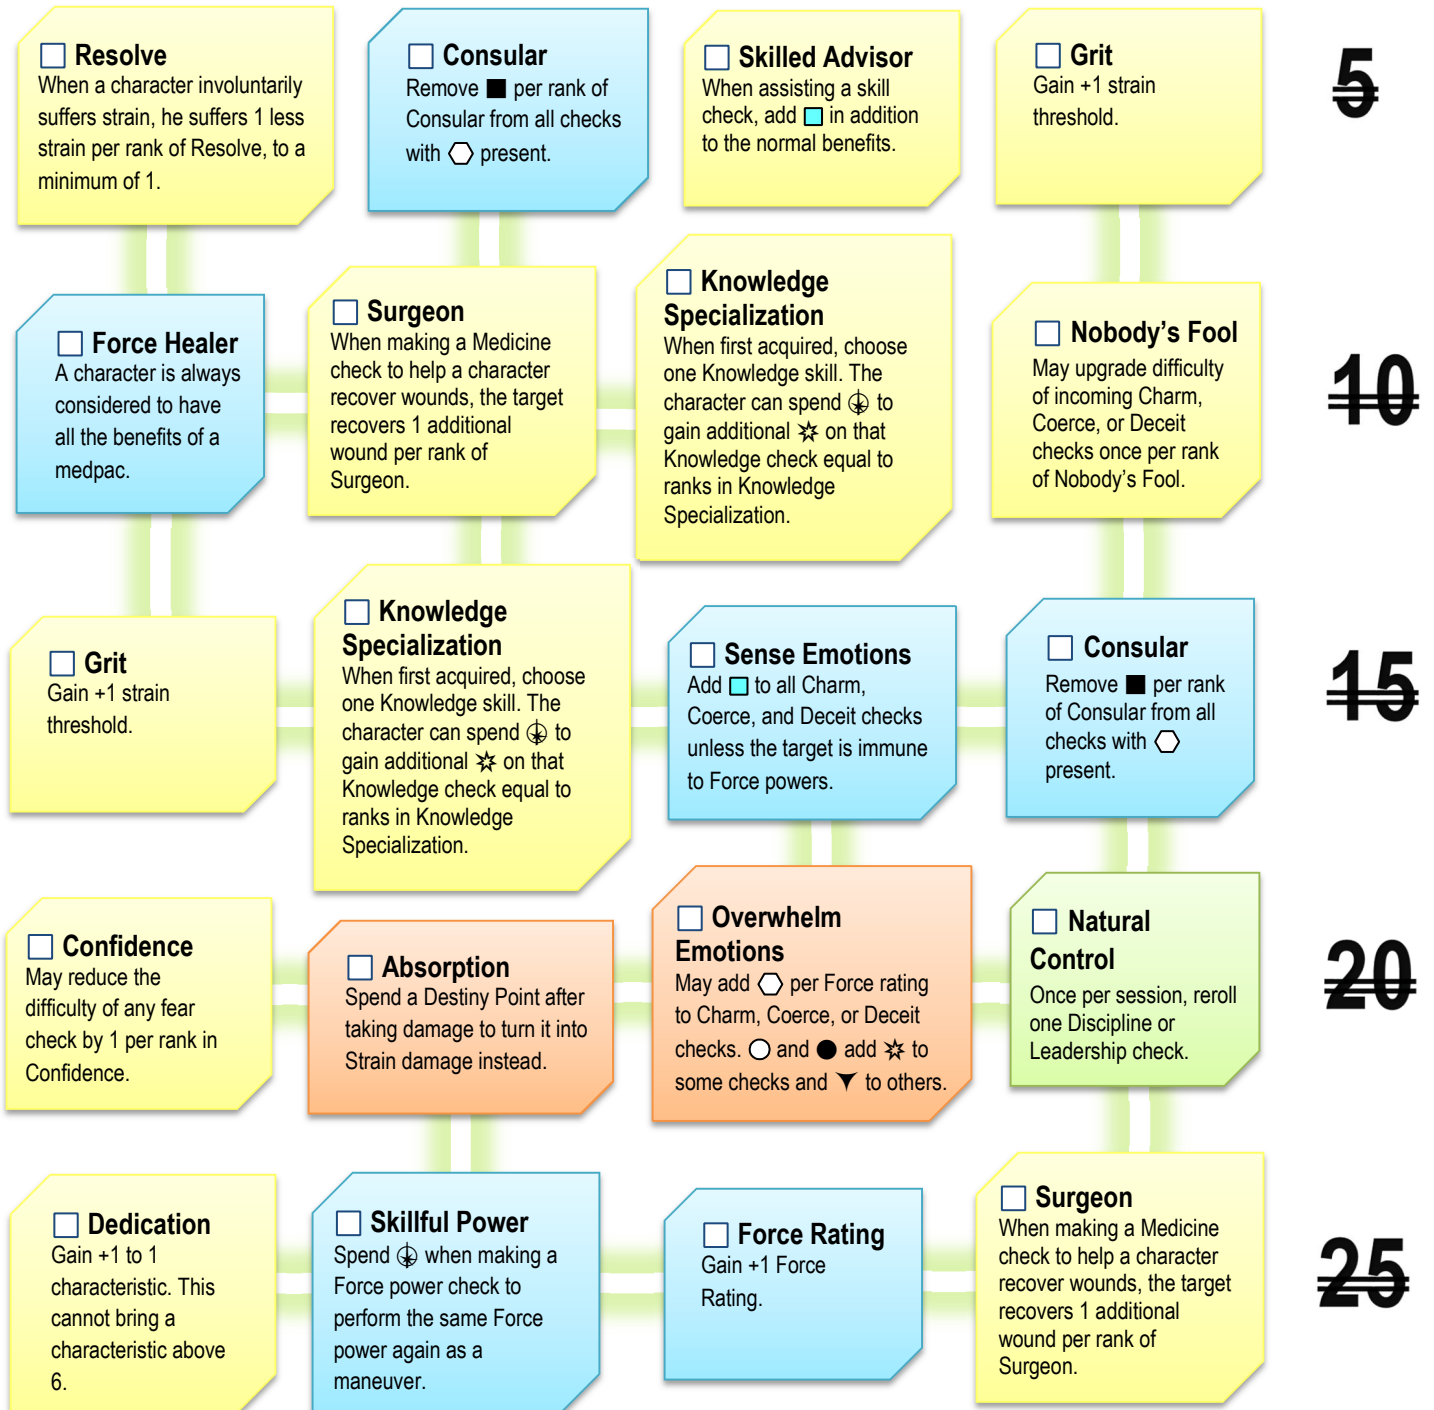 Resolve
When a character involuntarily
suffers strain, he suffers 1 less
strain per rank of Resolve, to a
minimum of 1.
Consular
Remove ■ per rank of
Consular from all checks
with ⬡ present.
Skilled Advisor
When assisting a skill
check, add □ in addition
to the normal benefits.
Grit
Gain +1 strain
threshold.
5
Force Healer
A character is always
considered to have
all the benefits of a
medpac.
Surgeon
When making a Medicine
check to help a character
recover wounds, the target
recovers 1 additional
wound per rank of
Surgeon.
Knowledge
Specialization
When first acquired, choose
one Knowledge skill. The
character can spend to
gain additional on that
Knowledge check equal to
ranks in Knowledge
Specialization.
Nobody’s Fool
May upgrade difficulty
of incoming Charm,
Coerce, or Deceit
checks once per rank
of Nobody’s Fool.
10
Grit
Gain +1 strain
threshold.
Knowledge
Specialization
When first acquired, choose
one Knowledge skill. The
character can spend to
gain additional on that
Knowledge check equal to
ranks in Knowledge
Specialization.
Sense Emotions
Add □ to all Charm,
Coerce, and Deceit checks
unless the target is immune
to Force powers.
Consular
Remove ■ per rank
of Consular from all
checks with ⬡
present.
15
Confidence
May reduce the
difficulty of any fear
check by 1 per rank in
Confidence.
Absorption
Spend a Destiny Point after
taking damage to turn it into
Strain damage instead.
Overwhelm
Emotions
May add ⬡ per Force rating
to Charm, Coerce, or Deceit
checks. ○ and ● add to
some checks and to others.
Natural
Control
Once per session, reroll
one Discipline or
Leadership check.
20
Dedication
Gain +1 to 1
characteristic. This
cannot bring a
characteristic above
6.
Skillful Power
Spend when making a
Force power check to
perform the same Force
power again as a
maneuver.
Force Rating
Gain +1 Force
Rating.
Surgeon
When making a Medicine
check to help a character
recover wounds, the target
recovers 1 additional
wound per rank of
Surgeon.
25